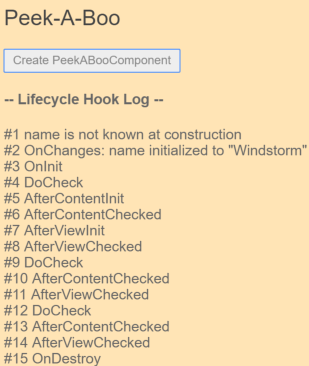 Peek-A-Boo
Create PeekABooComponent
-- Lifecycle Hook Log --
#1 name is not known at construction
#2 OnChanges: name initialized to "Windstorm"
#3 OnInit
#4 DoCheck
#5 AfterContentInit
#6 AfterContentChecked
#7 AfterViewInit
#8 AfterViewChecked
#9 DoCheck
#10 AfterContentChecked
#11 AfterViewChecked
#12 DoCheck
#13 AfterContentChecked
#14 AfterViewChecked
#15 OnDestroy